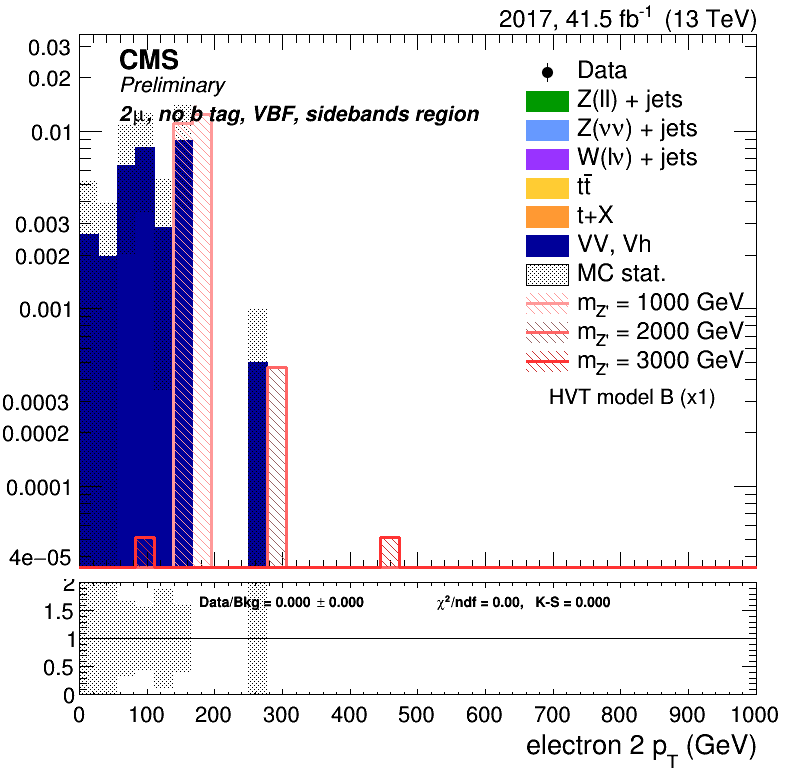 2017, 41.5 fb⁻¹ (13 TeV)
CMS
Preliminary
2μ, no b tag, VBF, sidebands region
Data
Z(ll) + jets
Z(νν) + jets
W(lν) + jets
tt̄
t+X
VV, Vh
MC stat.
m_Z' = 1000 GeV
m_Z' = 2000 GeV
m_Z' = 3000 GeV
HVT model B (x1)
0.03
0.02
0.01
0.003
0.002
0.001
0.0003
0.0002
0.0001
4e−05
2
1.5
1
0.5
0
Data/Bkg = 0.000 ± 0.000
χ²/ndf = 0.00, K-S = 0.000
0 100 200 300 400 500 600 700 800 900 1000
electron 2 p_T (GeV)